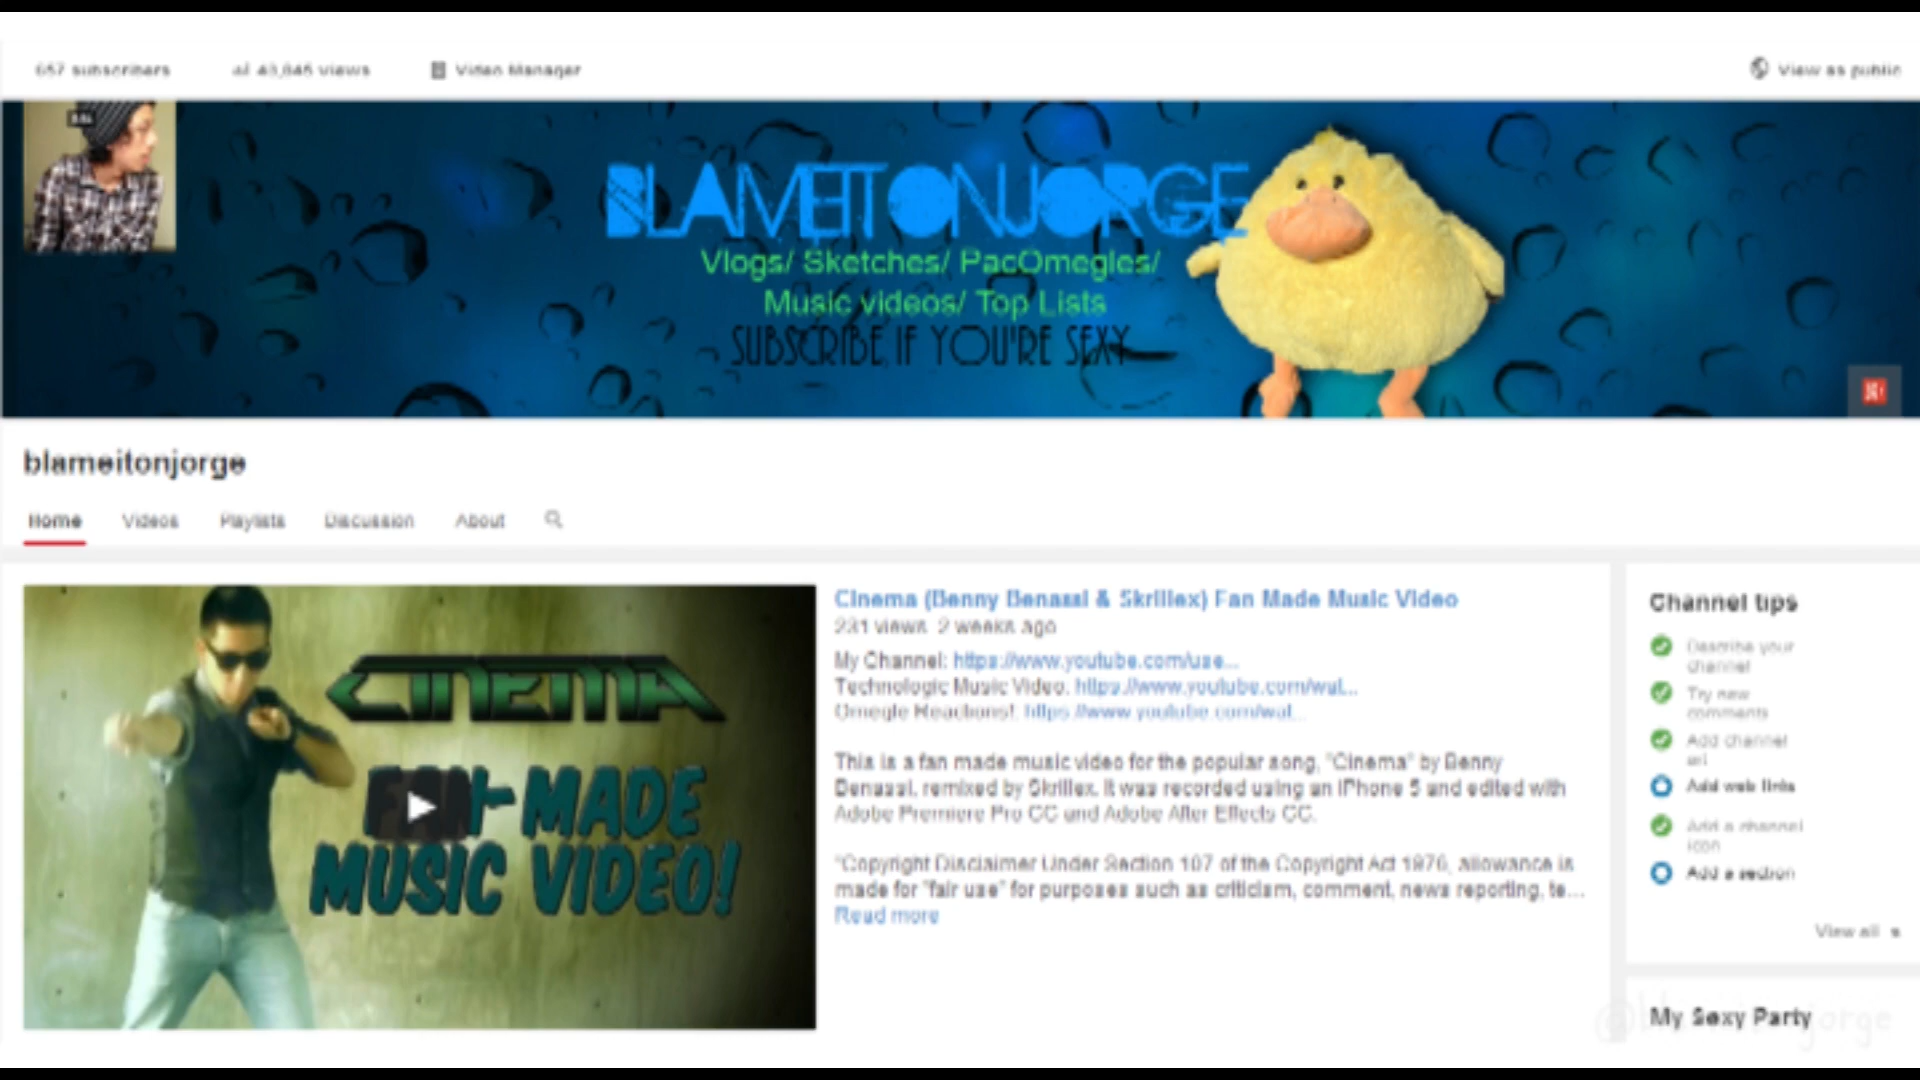 657 subscribers
43,845 views
Video Manager
View as public
BLAMEITONJORGE
Vlogs/ Sketches/ PacOmegles/
Music videos/ Top Lists
SUBSCRIBE IF YOU'RE SEXY
blameitonjorge
Home
Videos
Playlists
Discussion
About
CINEMA
FAN-MADE
MUSIC VIDEO!
Cinema (Benny Benassi & Skrillex) Fan Made Music Video
231 views 2 weeks ago
My Channel: https://www.youtube.com/use...
Technologic Music Video: https://www.youtube.com/wat...
Omegle Reactions!: https://www.youtube.com/wat...
This is a fan made music video for the popular song, "Cinema" by Benny
Benassi, remixed by Skrillex. It was recorded using an iPhone 5 and edited with
Adobe Premiere Pro CC and Adobe After Effects CC.
"Copyright Disclaimer Under Section 107 of the Copyright Act 1976, allowance is
made for "fair use" for purposes such as criticism, comment, news reporting, te...
Read more
Channel tips
Describe your
channel
Try new
comments
Add channel
art
Add web links
Add a channel
icon
Add a section
View all
My Sexy Party
@blameitonjorge